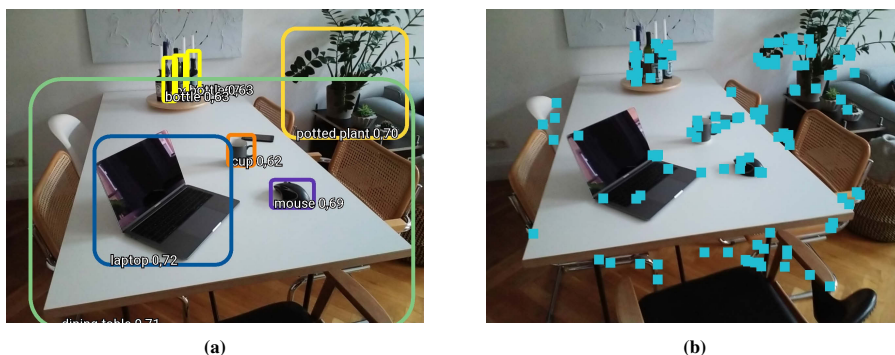 bottle 0,63
bottle 0,63
potted plant 0,70
cup 0,62
mouse 0,69
laptop 0,72
dining table 0,71
(a)
(b)